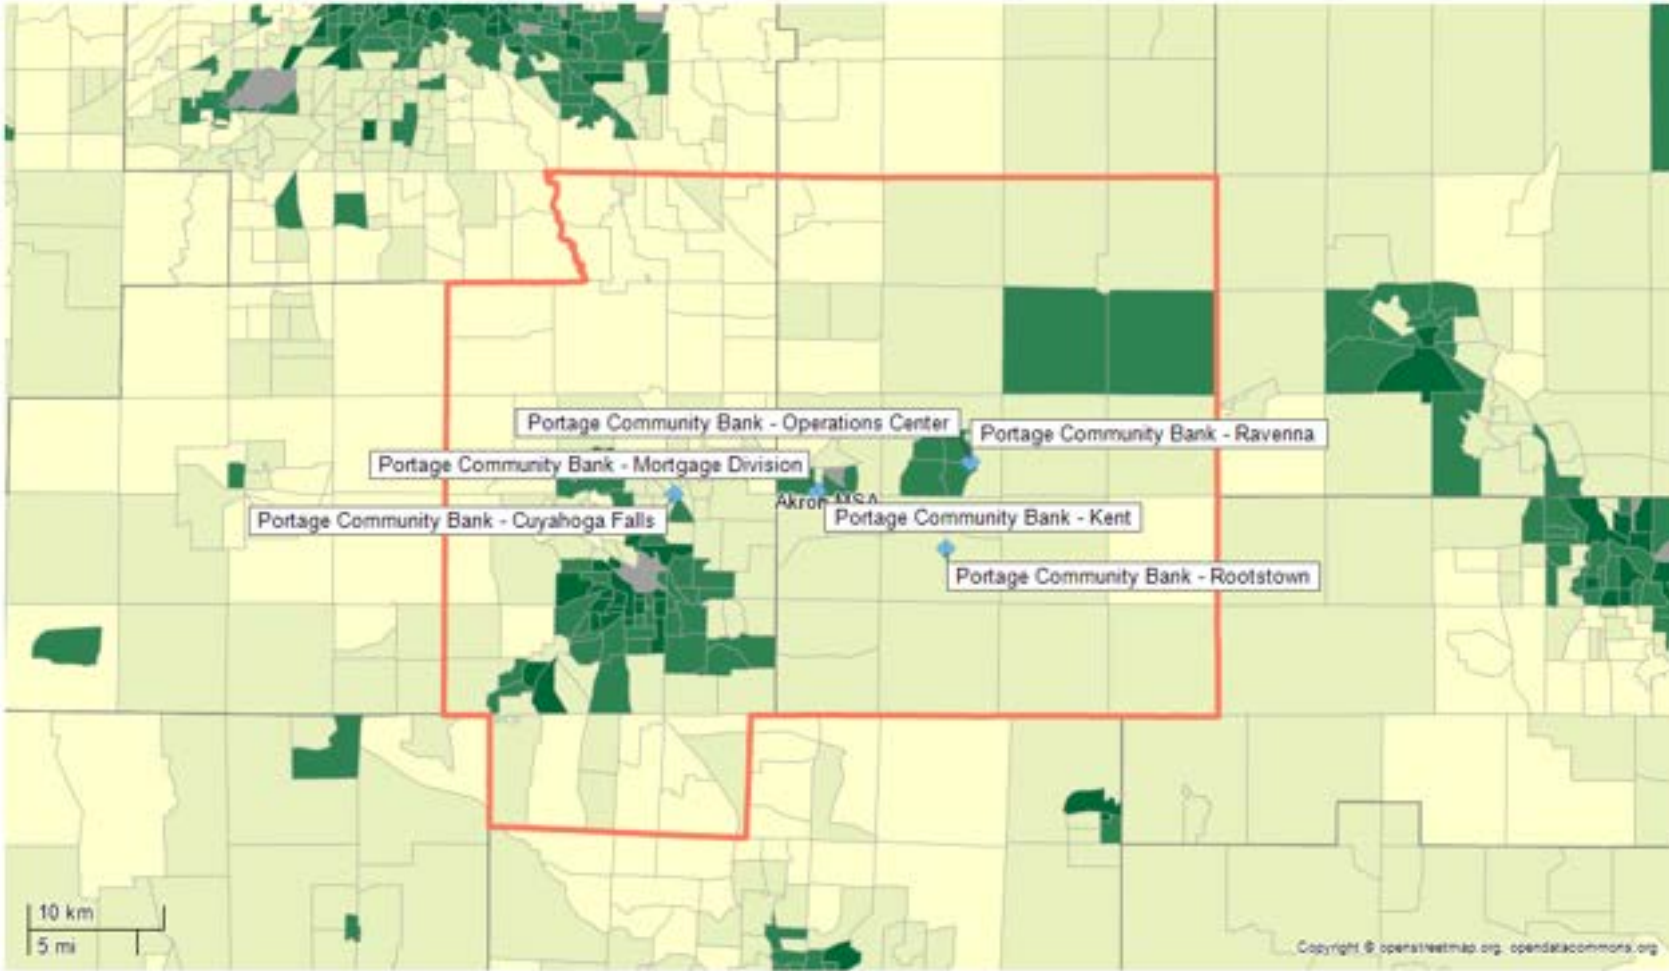 Portage Community Bank - Operations Center
Portage Community Bank - Ravenna
Portage Community Bank - Mortgage Division
Akron MSA
Portage Community Bank - Cuyahoga Falls
Portage Community Bank - Kent
Portage Community Bank - Rootstown
10 km
5 mi
Copyright © openstreetmap.org, opendatacommons.org